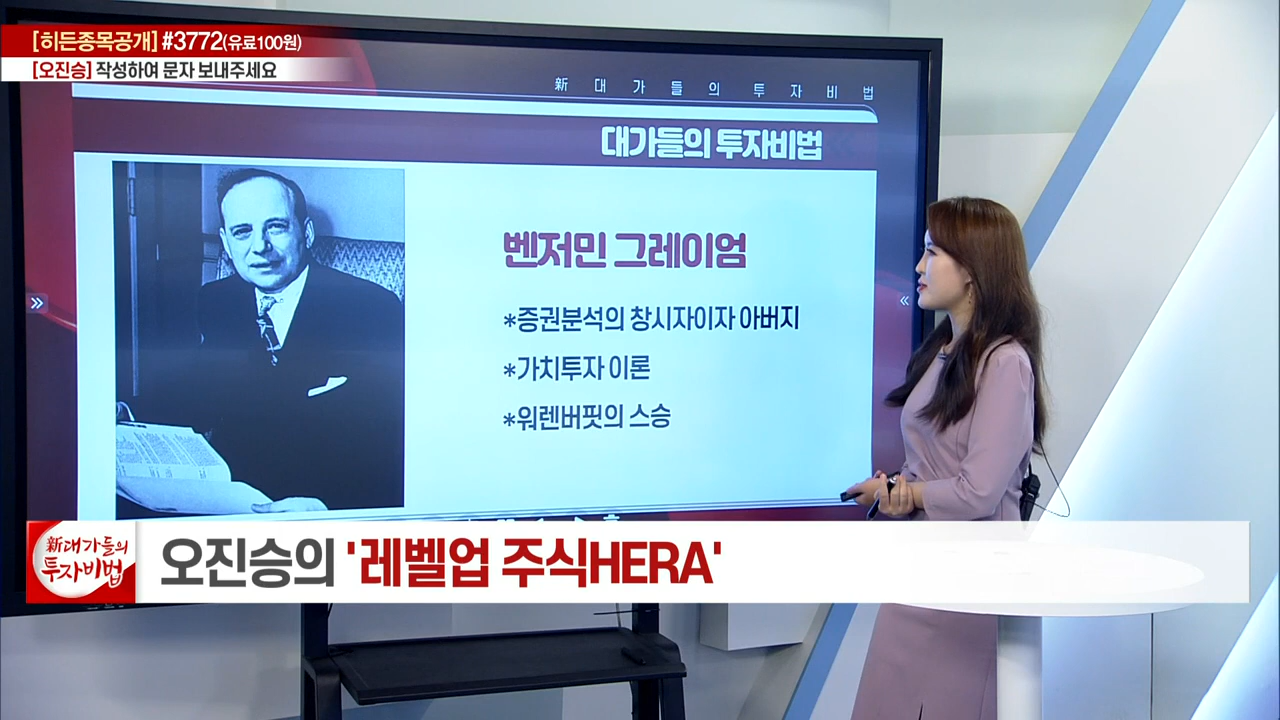 [히든종목공개] #3772(유료100원)
[오진승] 작성하여 문자 보내주세요
新 대 가 들 의 투 자 비 법
대가들의 투자비법
벤저민 그레이엄
*증권분석의 창시자이자 아버지
*가치투자 이론
*워렌버핏의 스승
新대가들의
투자비법
오진승의 '레벨업 주식HERA'